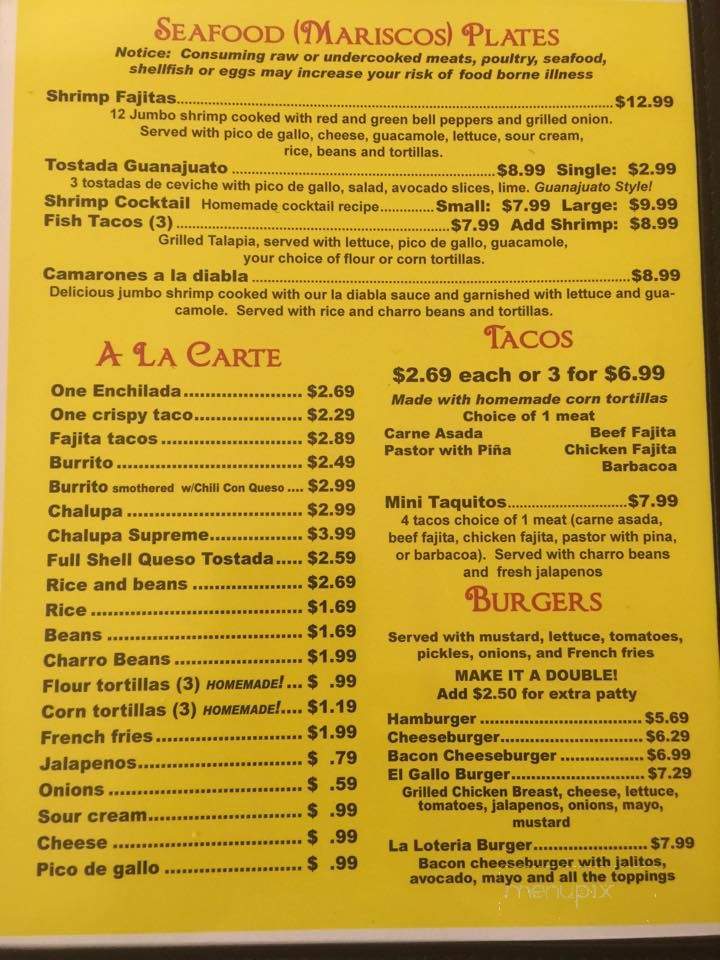 SEAFOOD (MARISCOS) PLATES
Notice: Consuming raw or undercooked meats, poultry, seafood,
shellfish or eggs may increase your risk of food borne illness
Shrimp Fajitas...............................................................$12.99
12 Jumbo shrimp cooked with red and green bell peppers and grilled onion.
Served with pico de gallo, cheese, guacamole, lettuce, sour cream,
rice, beans and tortillas.
Tostada Guanajuato ......................................$8.99 Single: $2.99
3 tostadas de ceviche with pico de gallo, salad, avocado slices, lime. Guanajuato Style!
Shrimp Cocktail Homemade cocktail recipe.............Small: $7.99 Large: $9.99
Fish Tacos (3) .......................................$7.99 Add Shrimp: $8.99
Grilled Talapia, served with lettuce, pico de gallo, guacamole,
your choice of flour or corn tortillas.
Camarones a la diabla .......................................................$8.99
Delicious jumbo shrimp cooked with our la diabla sauce and garnished with lettuce and gua-
camole. Served with rice and charro beans and tortillas.
A LA CARTE
One Enchilada....................... $2.69
One crispy taco..................... $2.29
Fajita tacos ........................... $2.89
Burrito ................................... $2.49
Burrito smothered w/Chili Con Queso .... $2.99
Chalupa ................................. $2.99
Chalupa Supreme.................. $3.99
Full Shell Queso Tostada..... $2.59
Rice and beans ..................... $2.69
Rice ........................................ $1.69
Beans ..................................... $1.69
Charro Beans ........................ $1.99
Flour tortillas (3) HOMEMADE! ... $ .99
Corn tortillas (3) HOMEMADE!.... $1.19
French fries............................ $1.99
Jalapenos............................... $ .79
Onions .................................... $ .59
Sour cream............................. $ .99
Cheese ................................... $ .99
Pico de gallo .......................... $ .99
TACOS
$2.69 each or 3 for $6.99
Made with homemade corn tortillas
Choice of 1 meat
Carne Asada Beef Fajita
Pastor with Piña Chicken Fajita
Barbacoa
Mini Taquitos.......................$7.99
4 tacos choice of 1 meat (carne asada,
beef fajita, chicken fajita, pastor with pina,
or barbacoa). Served with charro beans
and fresh jalapenos
BURGERS
Served with mustard, lettuce, tomatoes,
pickles, onions, and French fries
MAKE IT A DOUBLE!
Add $2.50 for extra patty
Hamburger ................................ $5.69
Cheeseburger............................ $6.29
Bacon Cheeseburger ................ $6.99
El Gallo Burger.......................... $7.29
Grilled Chicken Breast, cheese, lettuce,
tomatoes, jalapenos, onions, mayo,
mustard
La Loteria Burger...................... $7.99
Bacon cheeseburger with jalitos,
avocado, mayo and all the toppings
menupix